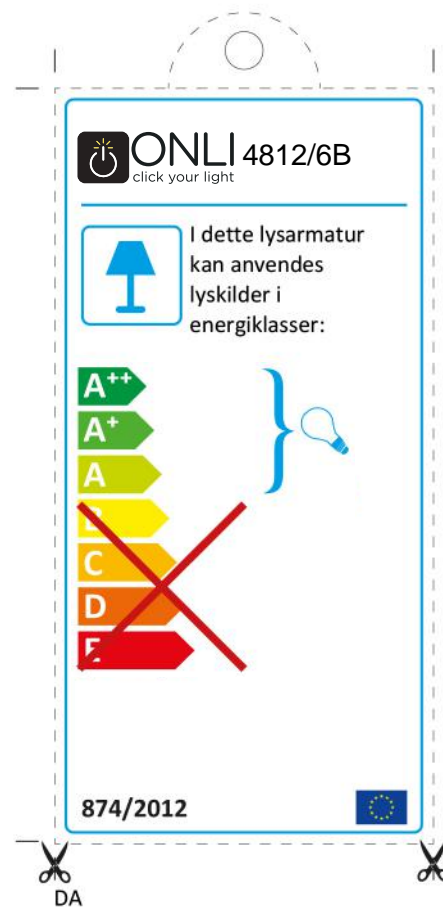 ONLI 4812/6B
click your light
I dette lysarmatur
kan anvendes
lyskilder i
energiklasser:
A++
A+
A
B
C
D
E
874/2012
DA